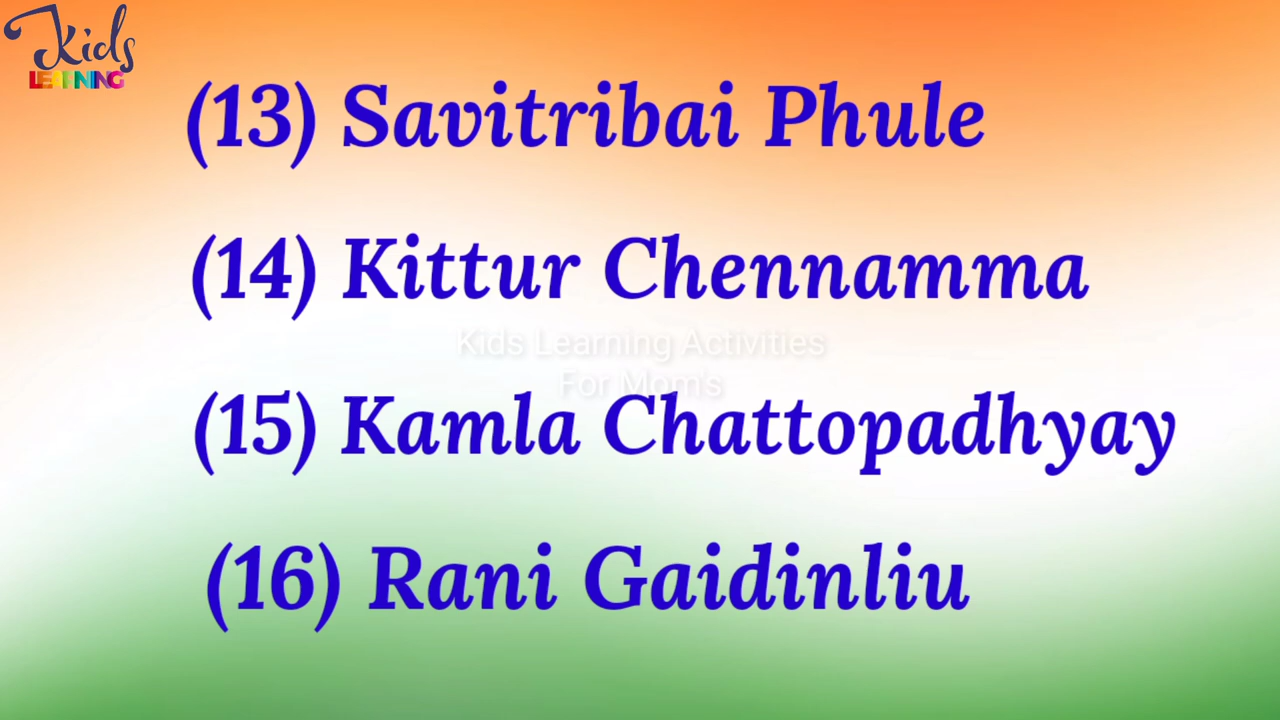 Kids
LEARNING
(13) Savitribai Phule
(14) Kittur Chennamma
Kids Learning Activities
For Mom's
(15) Kamla Chattopadhyay
(16) Rani Gaidinliu